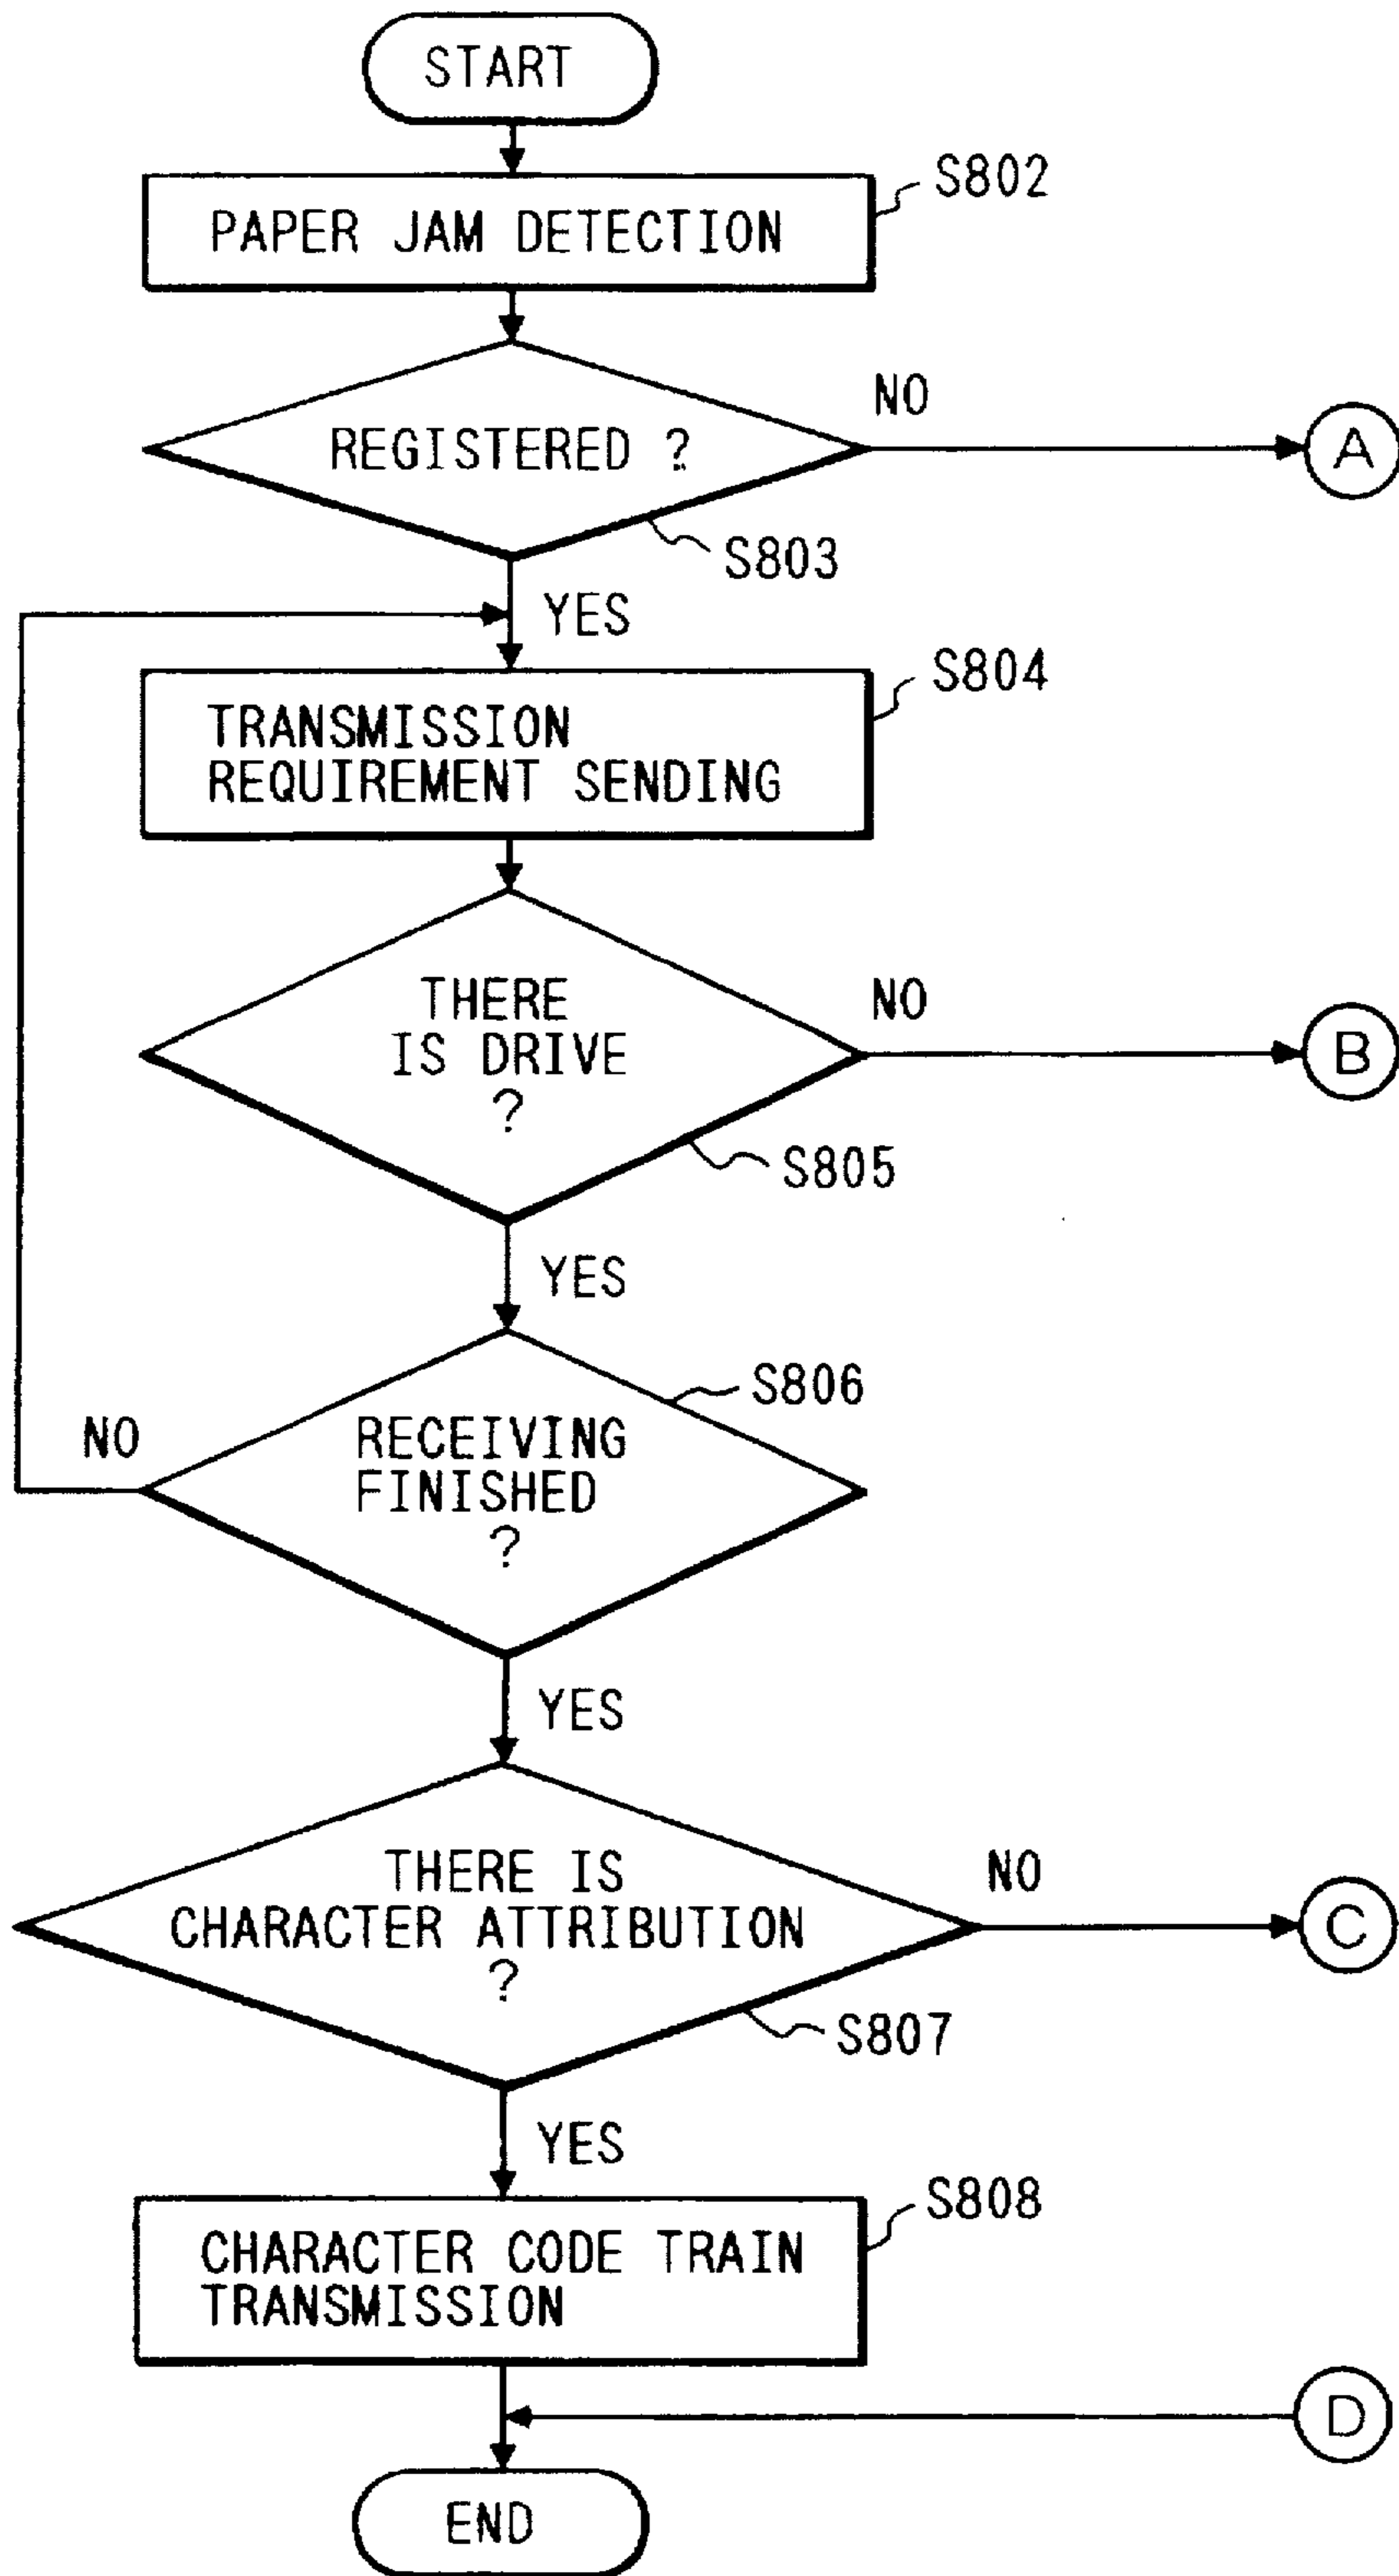 START
S802
PAPER JAM DETECTION
NO
REGISTERED ?
A
S803
YES
S804
TRANSMISSION
REQUIREMENT SENDING
THERE
IS DRIVE
?
NO
B
S805
YES
S806
NO
RECEIVING
FINISHED
?
YES
THERE IS
CHARACTER ATTRIBUTION
?
NO
C
S807
YES
S808
CHARACTER CODE TRAIN
TRANSMISSION
D
END